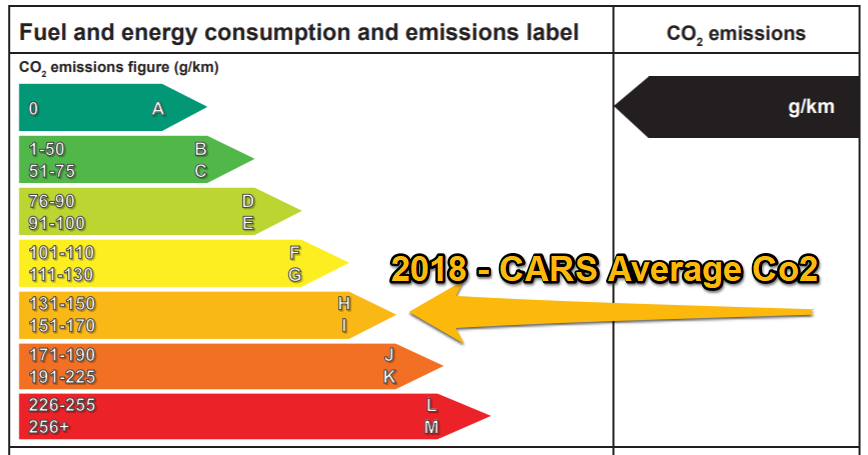 Fuel and energy consumption and emissions label
CO2 emissions
CO2 emissions figure (g/km)
0 A
g/km
1-50 B
51-75 C
76-90 D
91-100 E
101-110 F
111-130 G
2018 - CARS Average Co2
131-150 H
151-170 I
171-190 J
191-225 K
226-255 L
256+ M